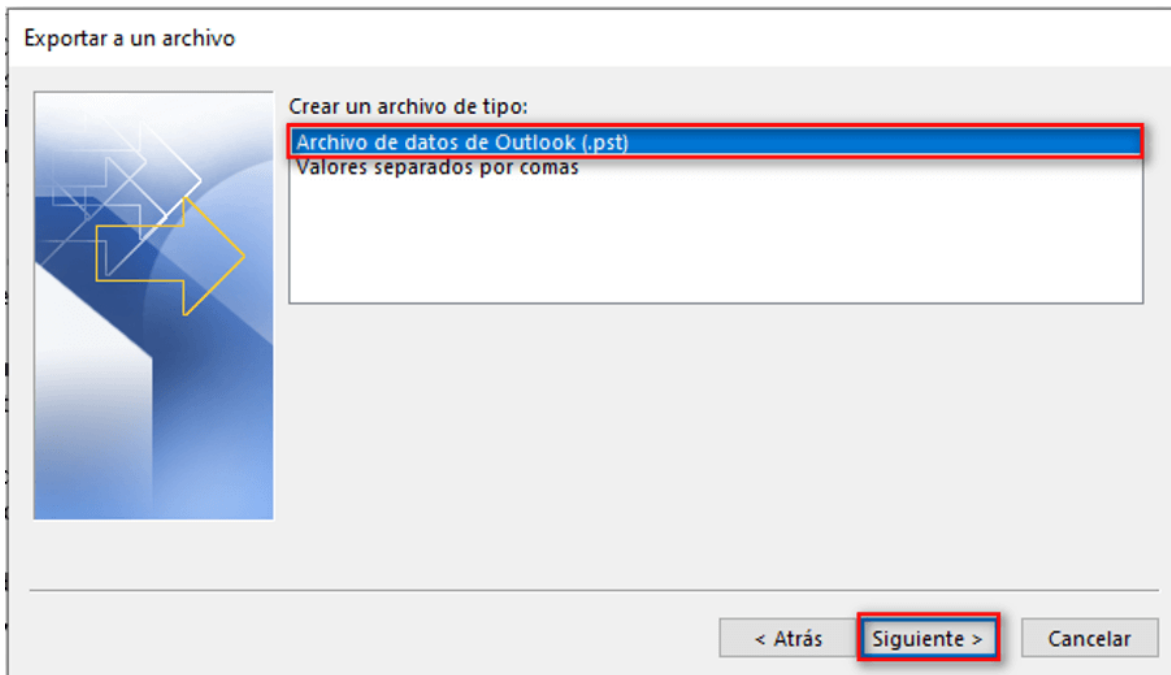 Exportar a un archivo
Crear un archivo de tipo:
Archivo de datos de Outlook (.pst)
Valores separados por comas
< Atrás
Siguiente >
Cancelar